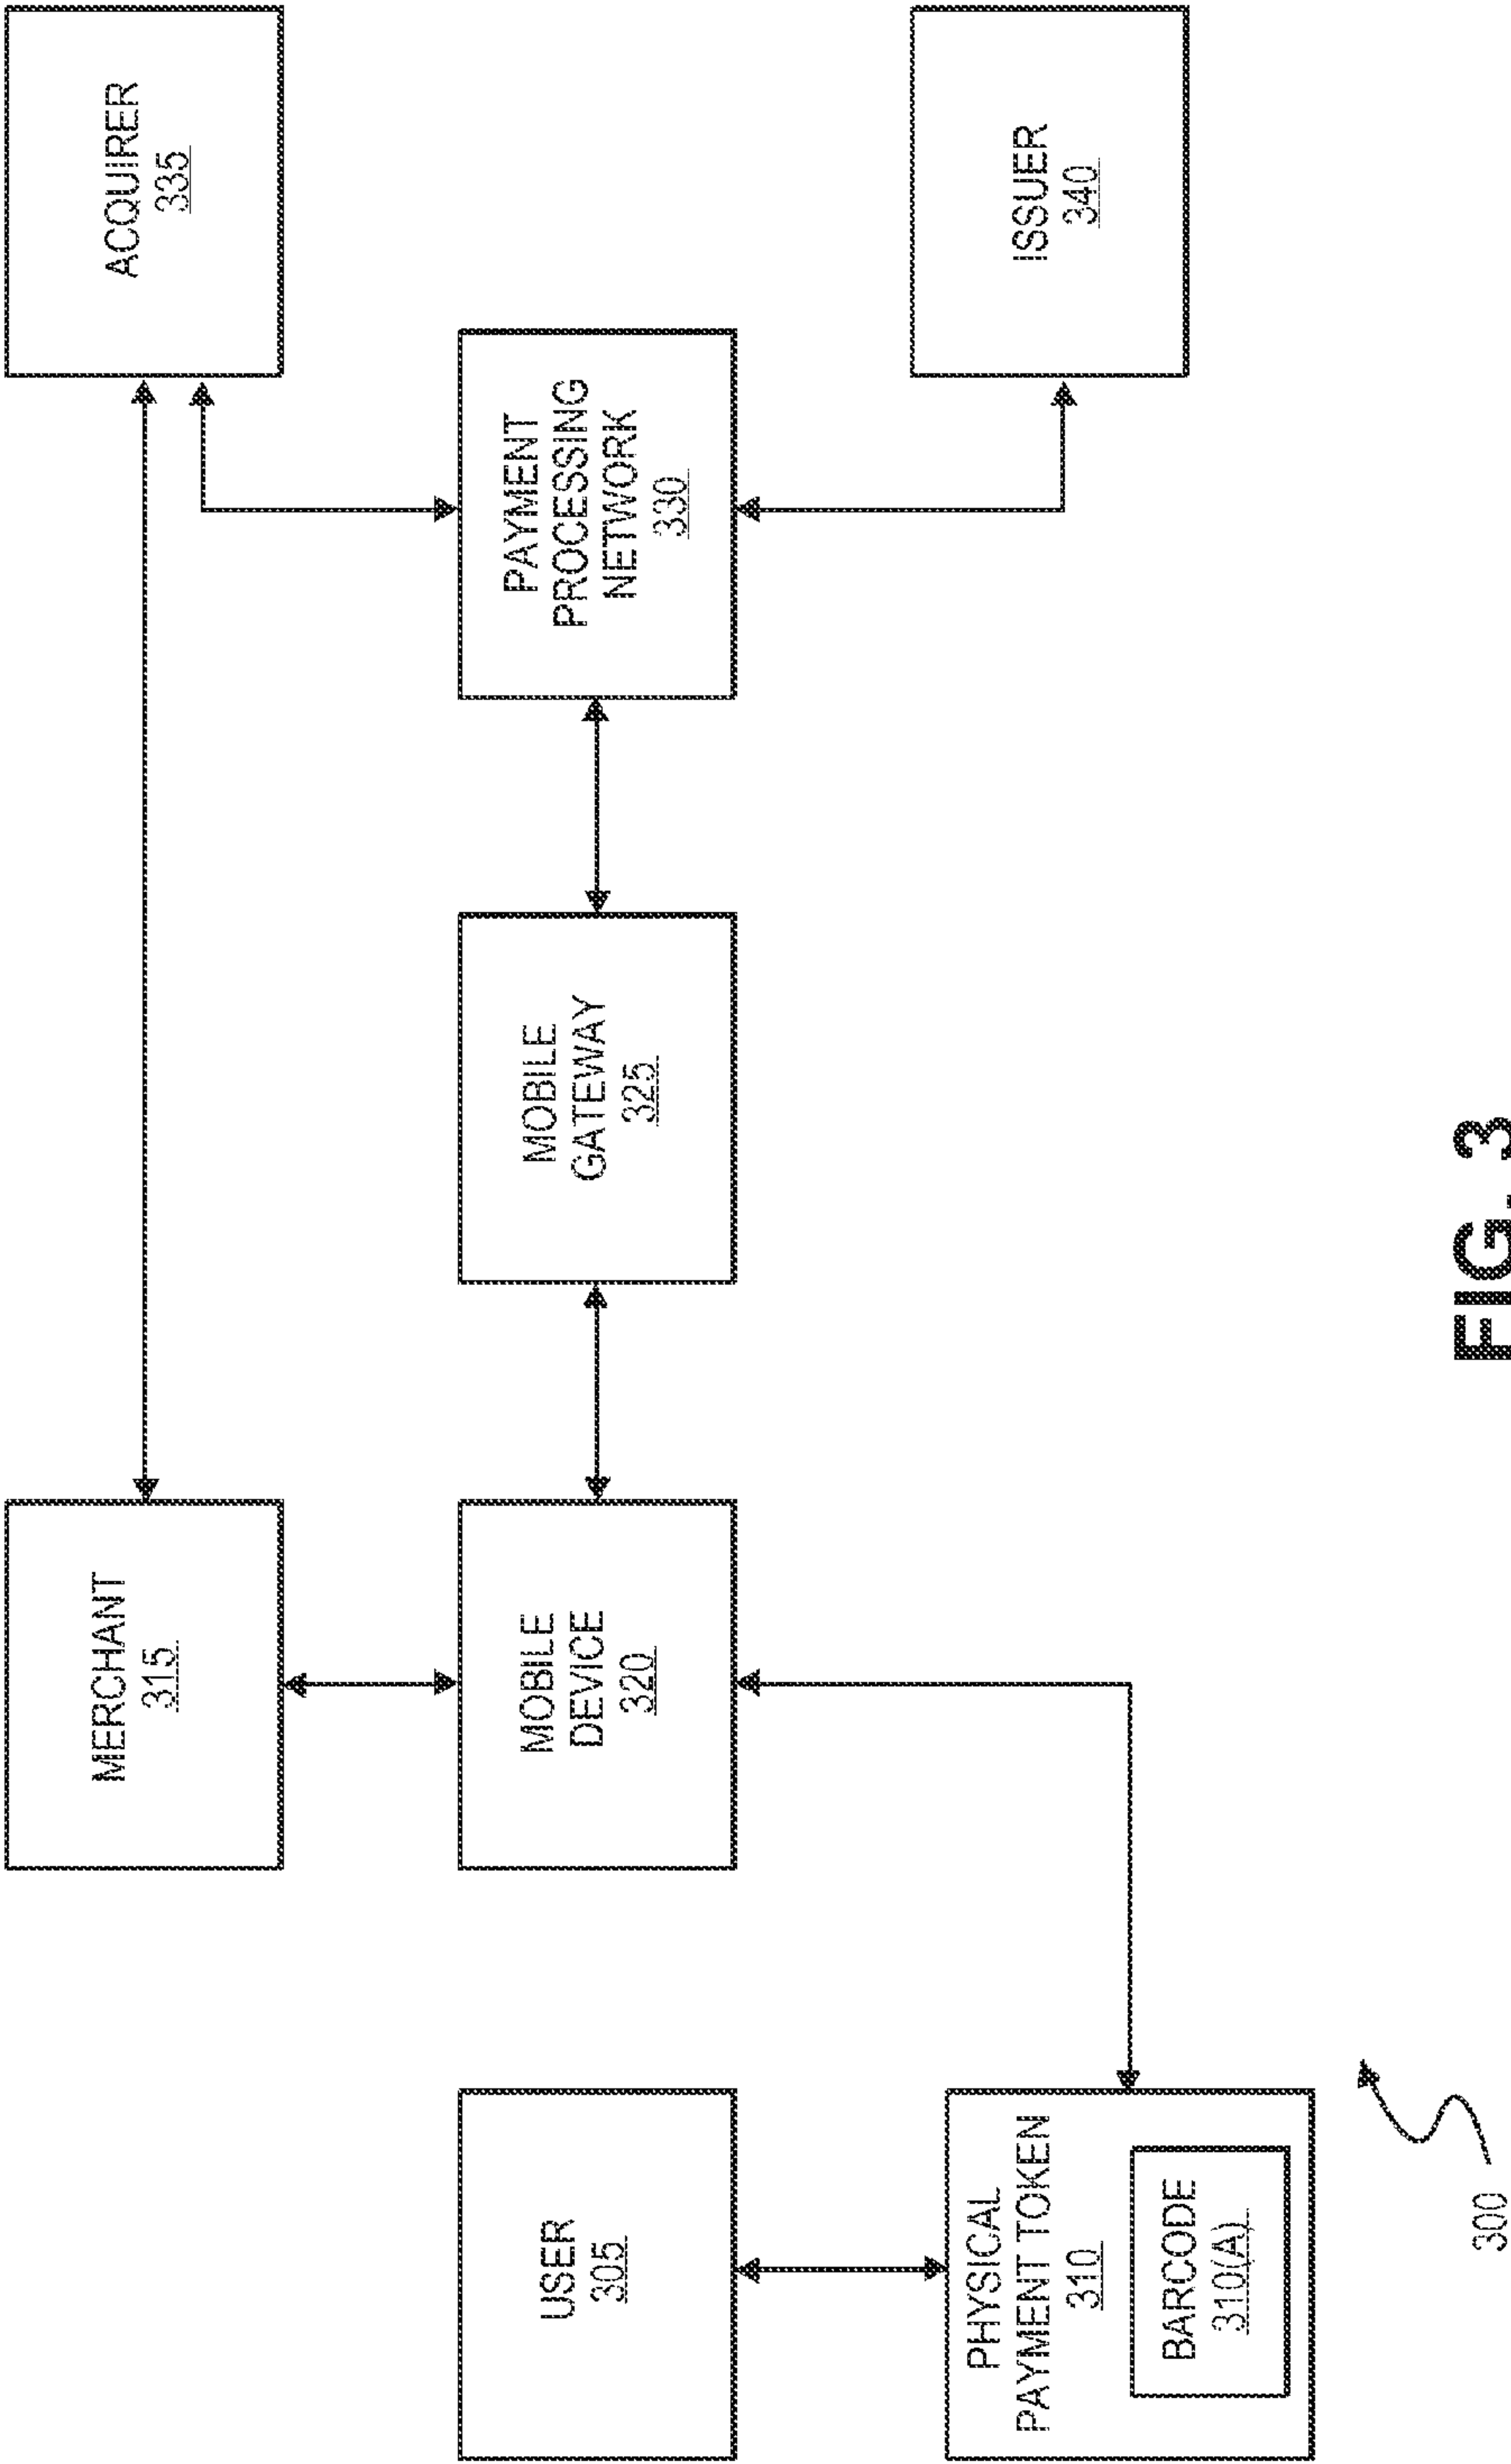 MERCHANT
315
ACQUIRER
335
USER
305
MOBILE
DEVICE
320
MOBILE
GATEWAY
325
PAYMENT
PROCESSING
NETWORK
330
PHYSICAL
PAYMENT TOKEN
310
BARCODE
310(A)
ISSUER
340
300
FIG. 3